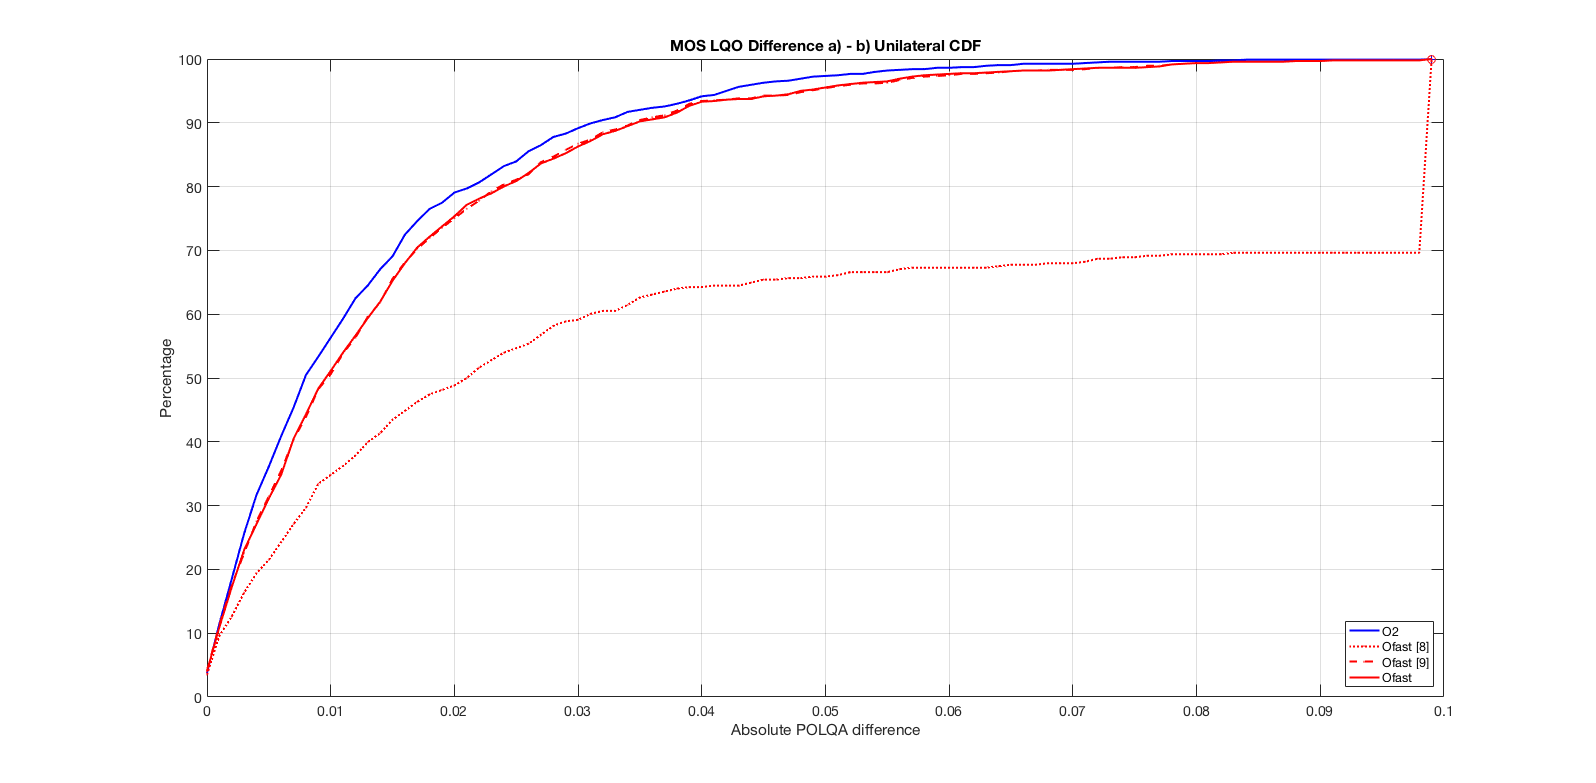 MOS LQO Difference a) - b) Unilateral CDF
100
90
80
70
60
50
40
30
20
10
0
Percentage
0 0.01 0.02 0.03 0.04 0.05 0.06 0.07 0.08 0.09 0.1
Absolute POLQA difference
O2
Ofast [8]
Ofast [9]
Ofast